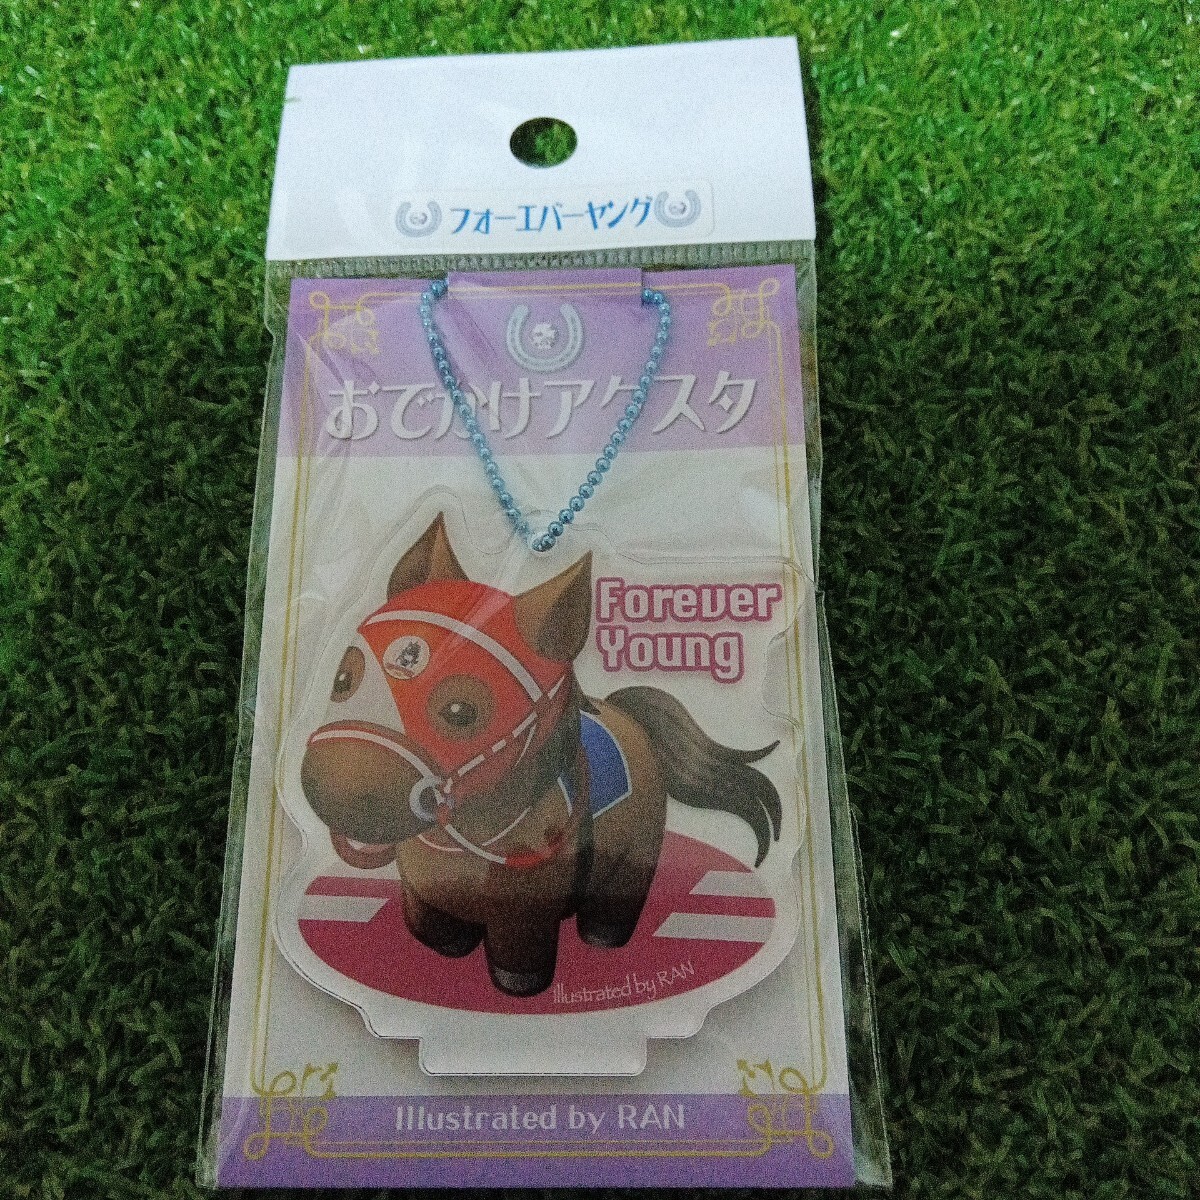 フォーエバーヤング
おでかけアクスタ
Forever
Young
Illustrated by RAN
Illustrated by RAN